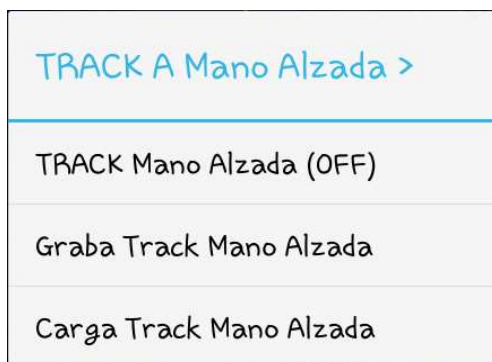 TRACK A Mano Alzada >
TRACK Mano Alzada (OFF)
Graba Track Mano Alzada
Carga Track Mano Alzada